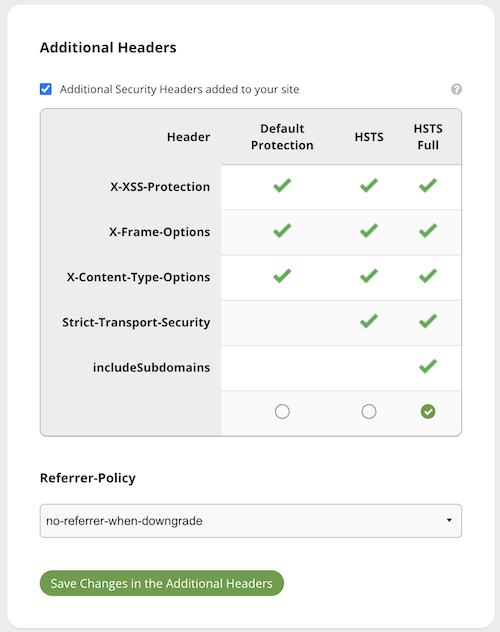 Additional Headers
Additional Security Headers added to your site
?
Header
Default
Protection
HSTS
HSTS
Full
X-XSS-Protection
X-Frame-Options
X-Content-Type-Options
Strict-Transport-Security
includeSubdomains
Referrer-Policy
no-referrer-when-downgrade
Save Changes in the Additional Headers